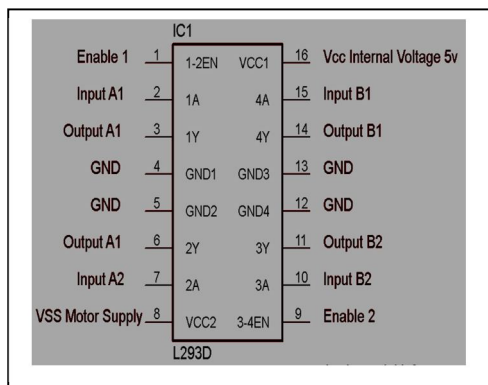 IC1
Enable 1 1 1-2EN VCC1 16 Vcc Internal Voltage 5v
Input A1 2 1A 4A 15 Input B1
Output A1 3 1Y 4Y 14 Output B1
GND 4 GND1 GND3 13 GND
GND 5 GND2 GND4 12 GND
Output A1 6 2Y 3Y 11 Output B2
Input A2 7 2A 3A 10 Input B2
VSS Motor Supply 8 VCC2 3-4EN 9 Enable 2
L293D